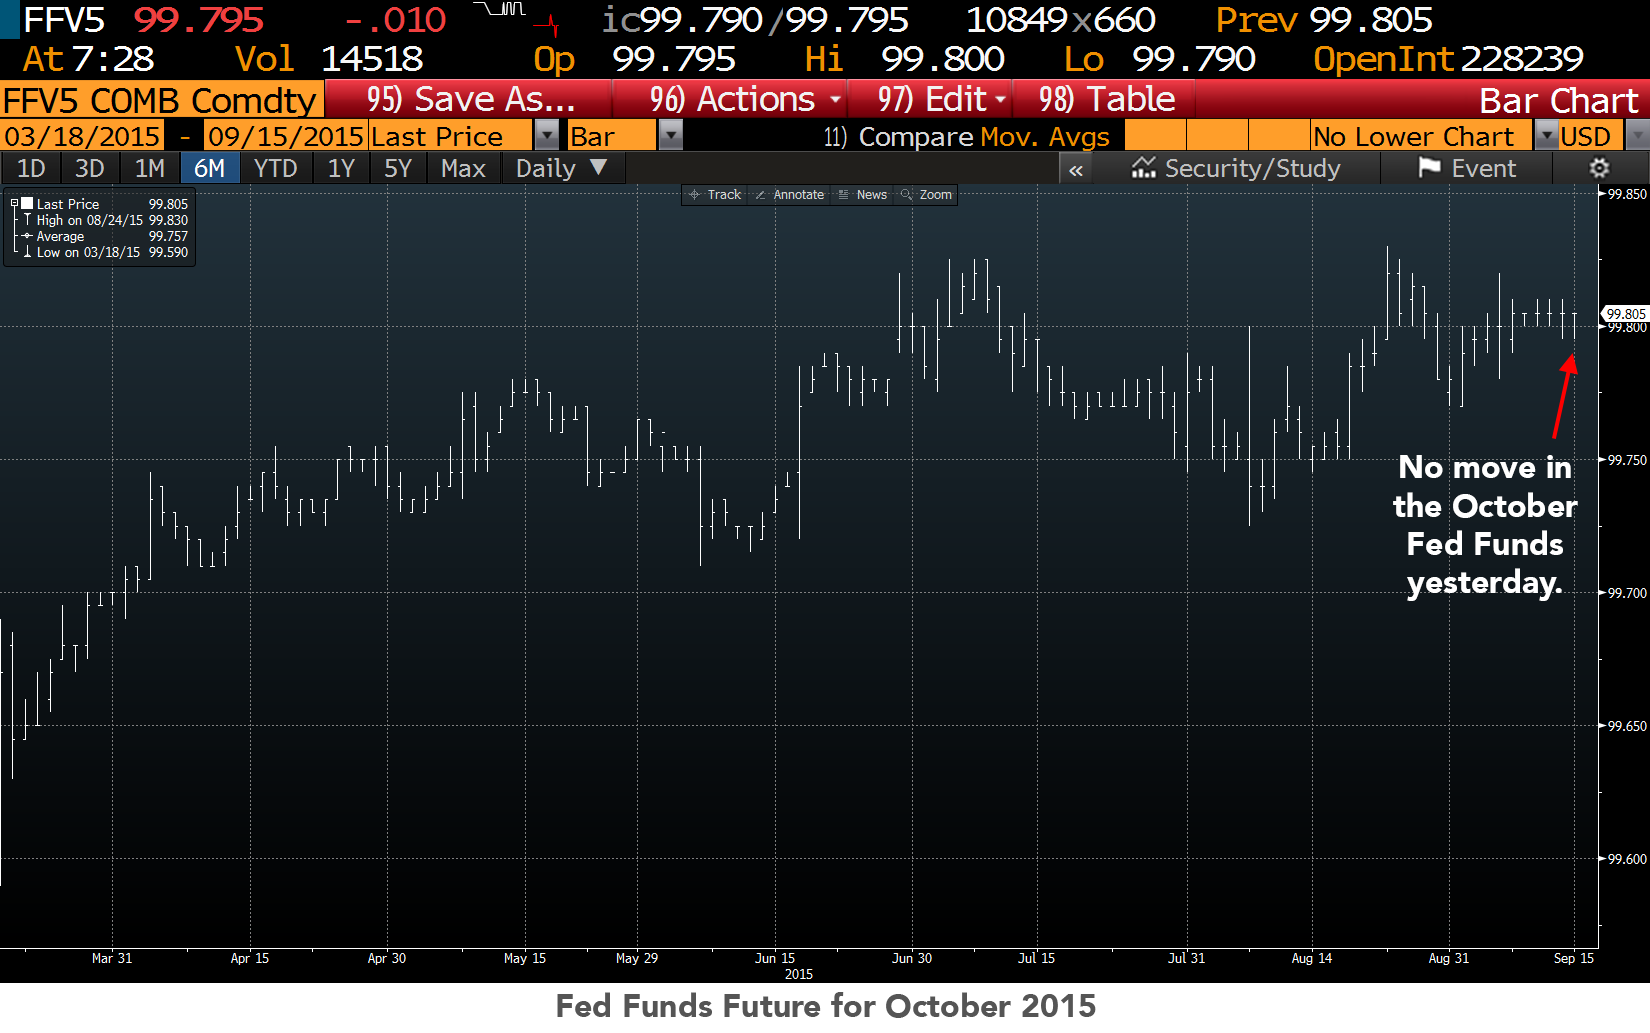 FFV5 99.795 -.010 ic99.790/99.795 10849x660 Prev 99.805
At 7:28 Vol 14518 Op 99.795 Hi 99.800 Lo 99.790 OpenInt 228239
FFV5 COMB Comdty 95) Save As... 96) Actions 97) Edit 98) Table Bar Chart
03/18/2015 - 09/15/2015 Last Price Bar 11) Compare Mov. Avgs No Lower Chart USD
1D 3D 1M 6M YTD 1Y 5Y Max Daily ▼ « Security/Study Event
Track Annotate News Zoom
Last Price 99.805
High on 08/24/15 99.830
Average 99.757
Low on 03/18/15 99.590
99.850
99.805
99.800
99.750
99.700
99.650
99.600
No move in
the October
Fed Funds
yesterday.
Mar 31 Apr 15 Apr 30 May 15 May 29 Jun 15 Jun 30 Jul 15 Jul 31 Aug 14 Aug 31 Sep 15
2015
Fed Funds Future for October 2015